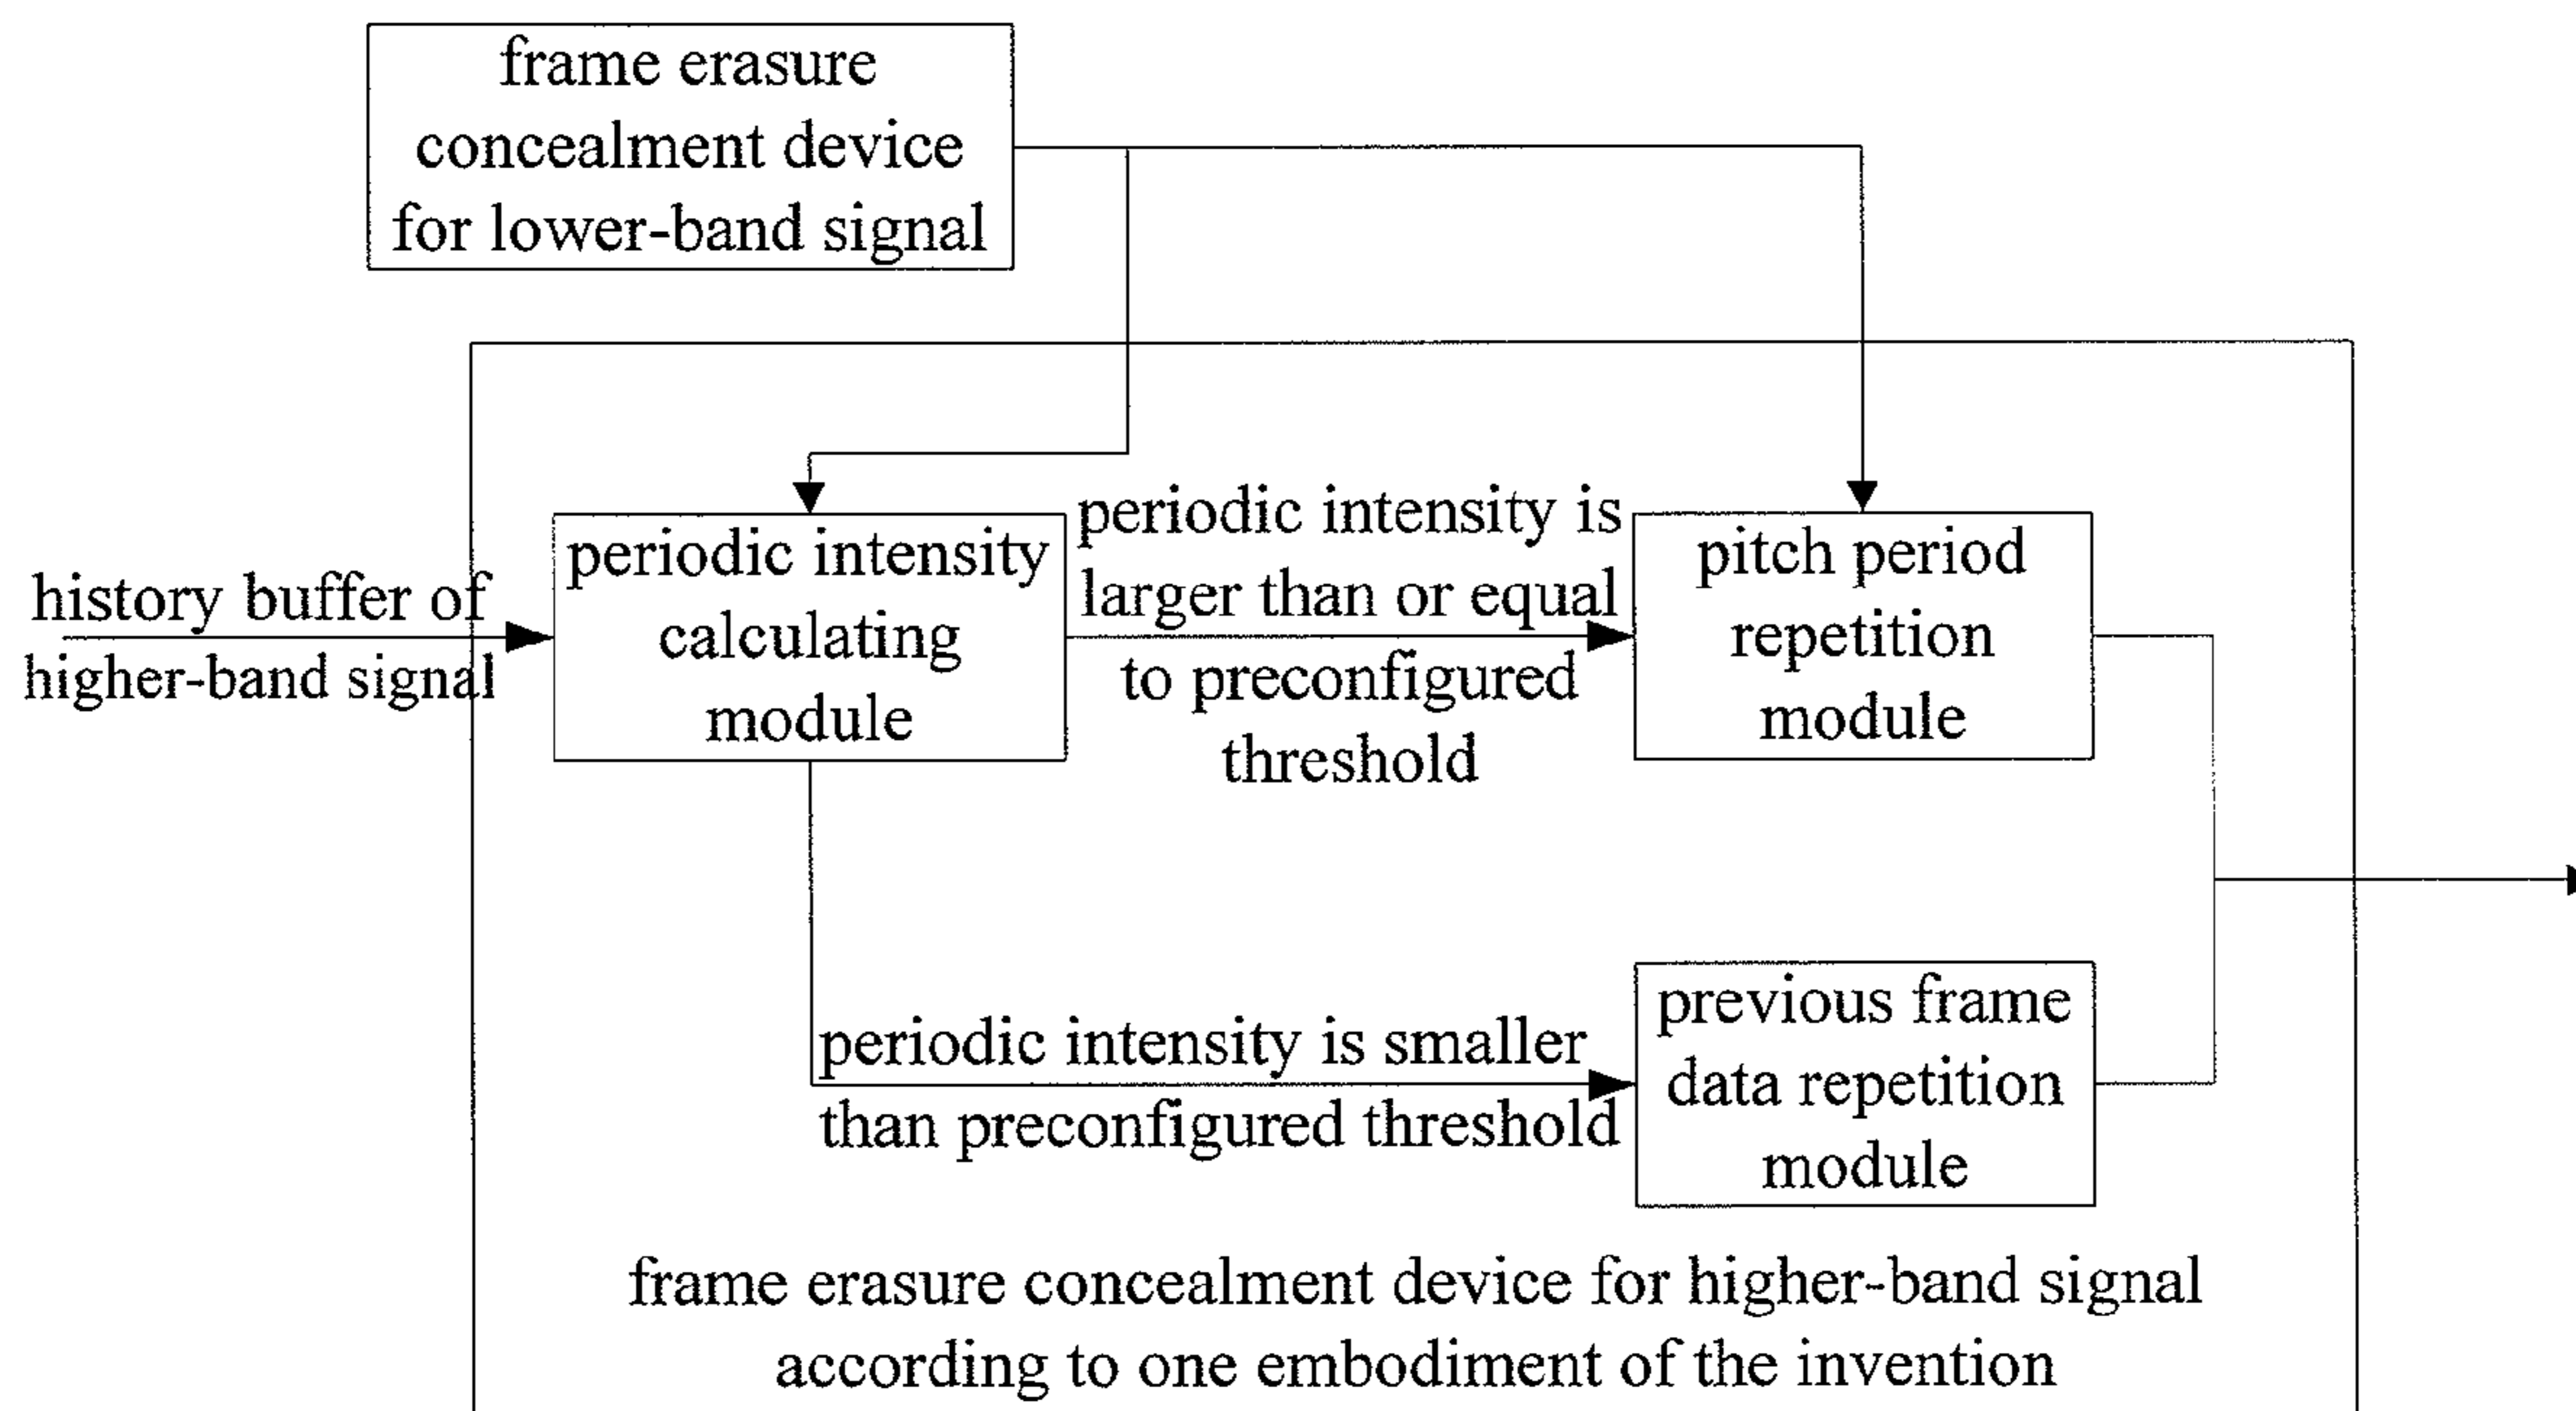 frame erasure
concealment device
for lower-band signal
history buffer of
higher-band signal
periodic intensity
calculating
module
periodic intensity is
larger than or equal
to preconfigured
threshold
pitch period
repetition
module
periodic intensity is smaller
than preconfigured threshold
previous frame
data repetition
module
frame erasure concealment device for higher-band signal
according to one embodiment of the invention